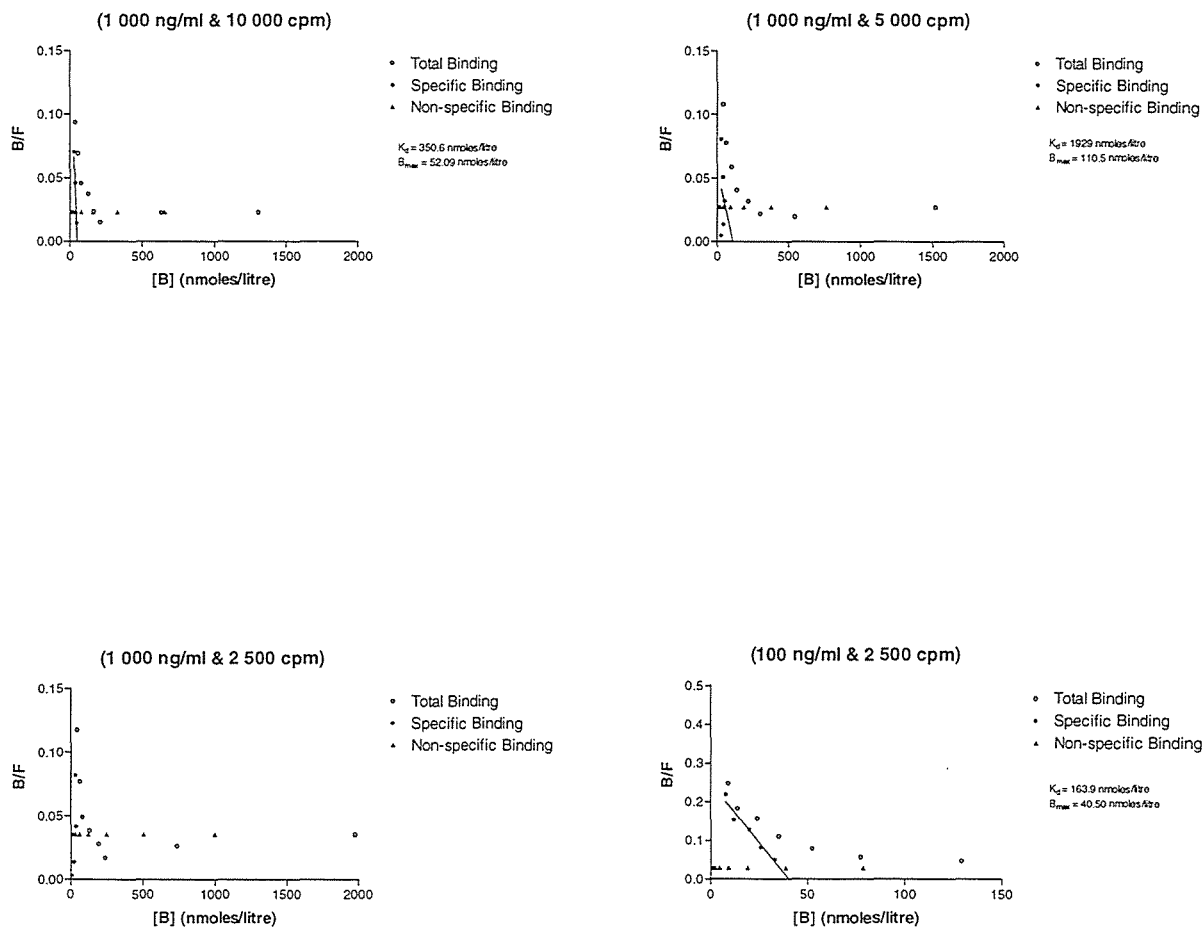 (1 000 ng/ml & 10 000 cpm)
0.15
0.10
0.05
0.00
B/F
0
500
1000
1500
2000
[B] (nmoles/litre)
Total Binding
Specific Binding
Non-specific Binding
Kd = 350.6 nmoles/litre
Bmax = 52.09 nmoles/litre
(1 000 ng/ml & 5 000 cpm)
0.15
0.10
0.05
0.00
B/F
0
500
1000
1500
2000
[B] (nmoles/litre)
Total Binding
Specific Binding
Non-specific Binding
Kd = 1929 nmoles/litre
Bmax = 110.5 nmoles/litre
(1 000 ng/ml & 2 500 cpm)
0.15
0.10
0.05
0.00
B/F
0
500
1000
1500
2000
[B] (nmoles/litre)
Total Binding
Specific Binding
Non-specific Binding
(100 ng/ml & 2 500 cpm)
0.5
0.4
0.3
0.2
0.1
0.0
B/F
0
50
100
150
[B] (nmoles/litre)
Total Binding
Specific Binding
Non-specific Binding
Kd = 163.9 nmoles/litre
Bmax = 40.50 nmoles/litre